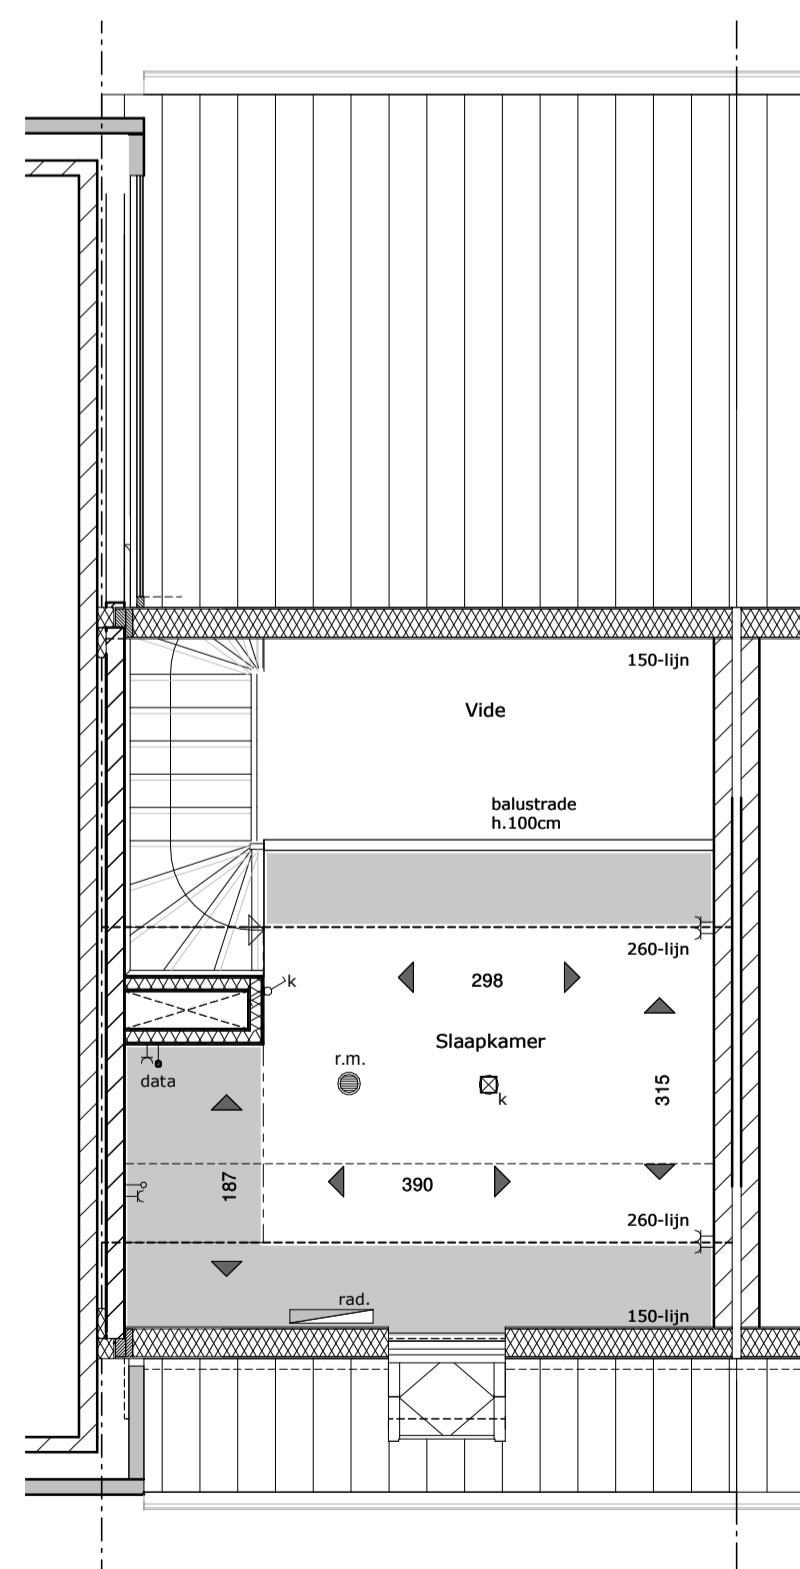 150-lijn
Vide
balustrade
h.100cm
260-lijn
298
k
Slaapkamer
r.m.
data
k
315
187
390
260-lijn
rad.
150-lijn